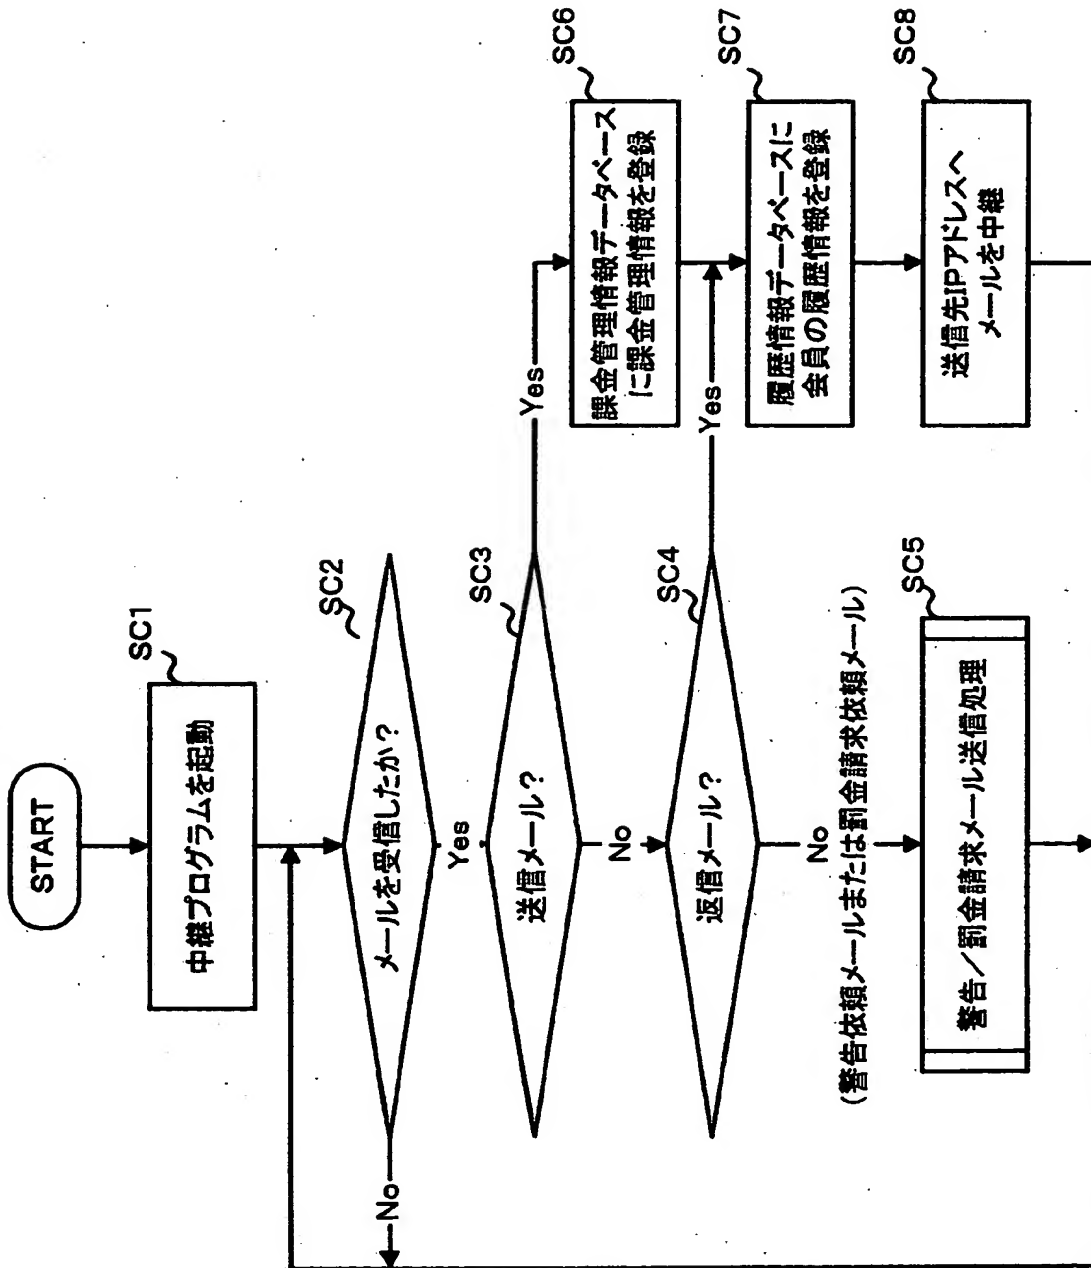 START
SC1
中継プログラムを起動
SC2
メールを受信したか？
No
Yes
SC3
送信メール？
Yes
No
SC4
返信メール？
Yes
No
(警告依頼メールまたは罰金請求依頼メール)
SC5
警告／罰金請求メール送信処理
SC6
課金管理情報データベース
に課金管理情報を登録
SC7
履歴情報データベースに
会員の履歴情報を登録
SC8
送信先IPアドレスへ
メールを中継